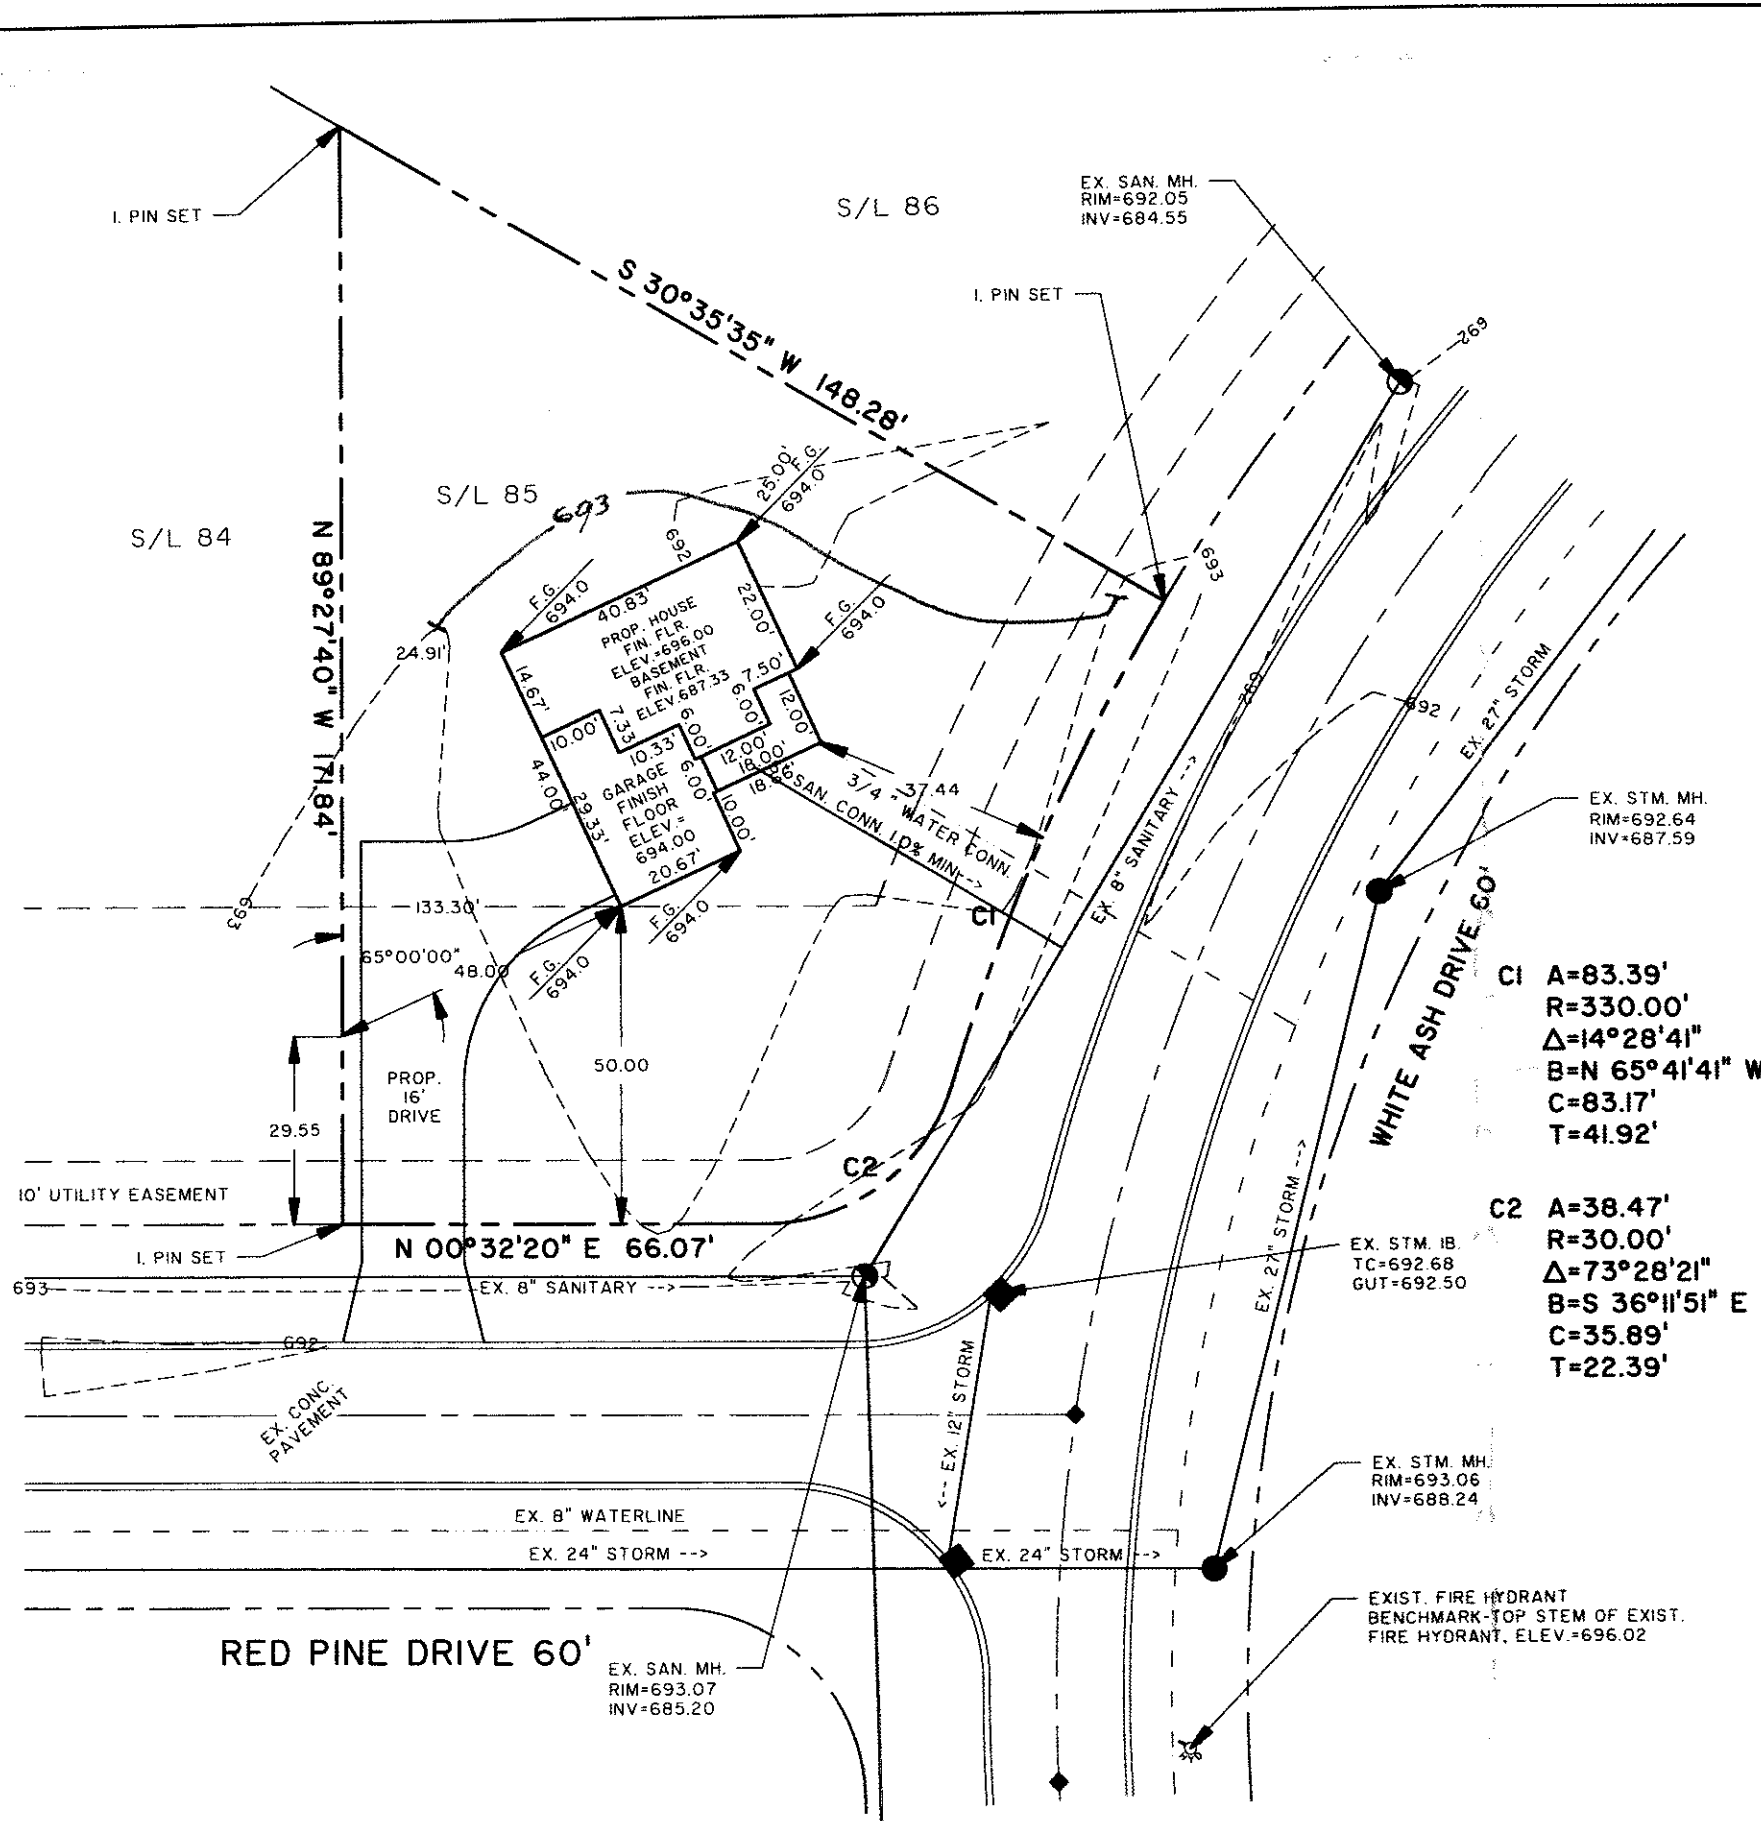 I. PIN SET
S/L 86
EX. SAN. MH.
RIM=692.05
INV=684.55
I. PIN SET
S 30°35'35" W 148.28'
692
S/L 85
S/L 84
693
N 89°27'40" W 171.84'
25.00'
F.G.
694.0
692
693
F.G.
694.0
F.G.
694.0
24.91'
40.83'
22.00'
PROP. HOUSE
FIN. FLR.
ELEV.=696.00
BASEMENT
FIN. FLR.
ELEV.687.33
7.50'
14.67'
10.00'
7.33
10.33'
6.00'
6.00'
12.00'
12.00'
18.00'
44.00'
29.33'
GARAGE
FINISH
FLOOR
ELEV.=
694.00
20.67'
6.00'
10.00'
6" SAN. CONN. 1.0% MIN-->
3/4" WATER CONN.
37.44
692
692
EX. 8" SANITARY -->
EX. 27" STORM
EX. STM. MH.
RIM=692.64
INV=687.59
693
133.30'
F.G.
694.0
F.G.
694.0
65°00'00"
48.00
50.00
29.55
PROP.
16'
DRIVE
C1
C2
WHITE ASH DRIVE 60'
C1 A=83.39'
R=330.00'
Δ=14°28'41"
B=N 65°41'41" W
C=83.17'
T=41.92'
C2 A=38.47'
R=30.00'
Δ=73°28'21"
B=S 36°11'51" E
C=35.89'
T=22.39'
10' UTILITY EASEMENT
I. PIN SET
N 00°32'20" E 66.07'
693
EX. 8" SANITARY -->
692
EX. CONC.
PAVEMENT
EX. STM. IB.
TC=692.68
GUT=692.50
EX. 27" STORM -->
<-- EX. 12" STORM
EX. STM. MH.
RIM=693.06
INV=688.24
EX. 8" WATERLINE
EX. 24" STORM -->
EX. 24" STORM -->
EXIST. FIRE HYDRANT
BENCHMARK-TOP STEM OF EXIST.
FIRE HYDRANT, ELEV.=696.02
RED PINE DRIVE 60'
EX. SAN. MH.
RIM=693.07
INV=685.20